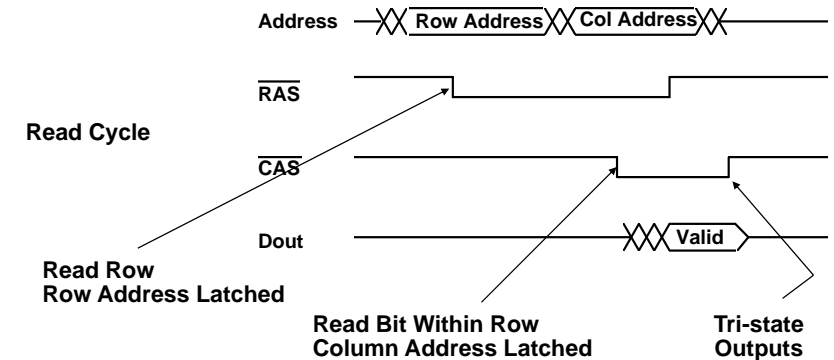 Address
Row Address
Col Address
RAS
Read Cycle
CAS
Dout
Valid
Read Row
Row Address Latched
Read Bit Within Row
Column Address Latched
Tri-state
Outputs